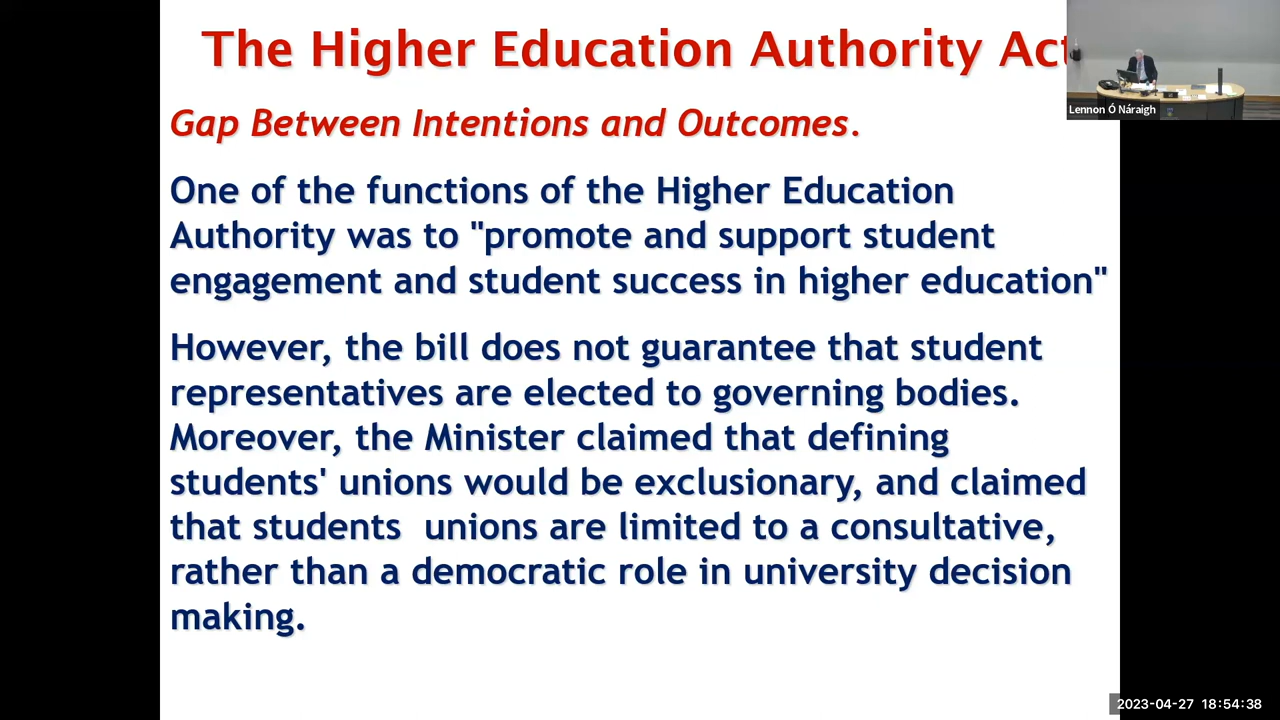 The Higher Education Authority Act
Lennon Ó Náraigh
Gap Between Intentions and Outcomes.
One of the functions of the Higher Education
Authority was to "promote and support student
engagement and student success in higher education"
However, the bill does not guarantee that student
representatives are elected to governing bodies.
Moreover, the Minister claimed that defining
students' unions would be exclusionary, and claimed
that students  unions are limited to a consultative,
rather than a democratic role in university decision
making.
2023-04-27 18:54:38